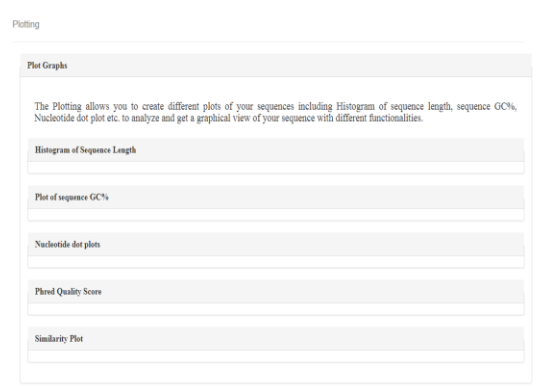 Plotting
Plot Graphs
The Plotting allows you to create different plots of your sequences including Histogram of sequence length, sequence GC%,
Nucleotide dot plot etc. to analyze and get a graphical view of your sequence with different functionalities.
Histogram of Sequence Length
Plot of sequence GC%
Nucleotide dot plots
Phred Quality Score
Similarity Plot